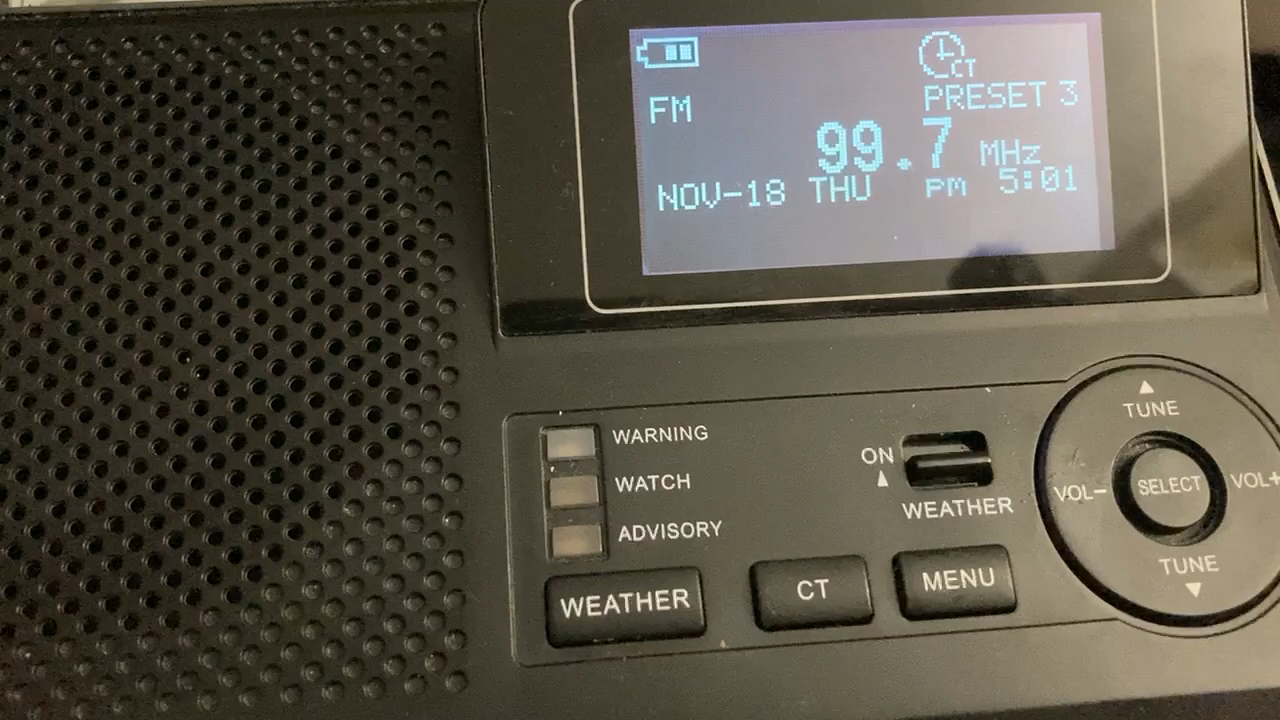 CT
FM
PRESET 3
99.7 MHz
NOV-18 THU PM 5:01
WARNING
WATCH
ADVISORY
ON
WEATHER
WEATHER
CT
MENU
TUNE
VOL-
SELECT
VOL+
TUNE